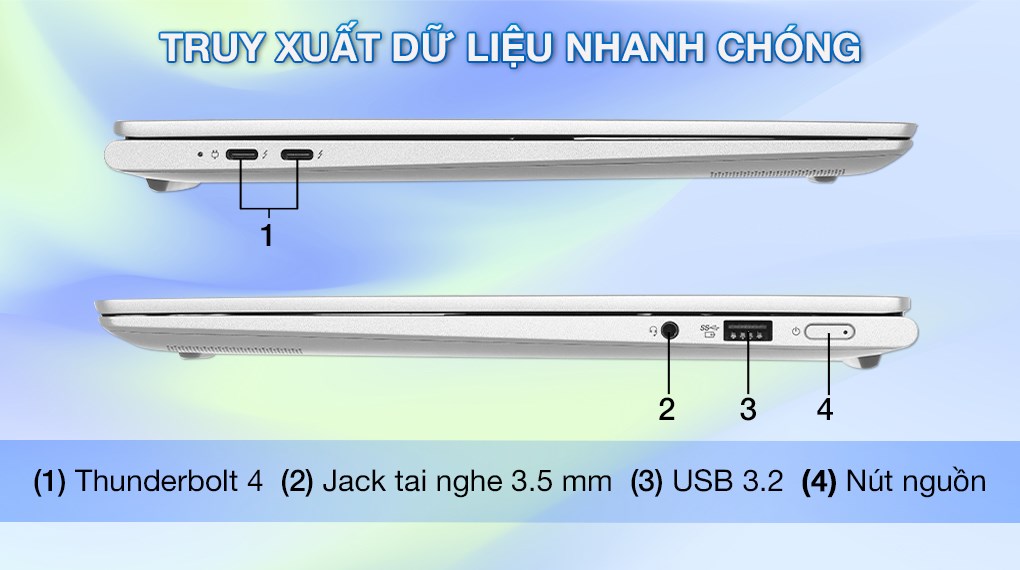 TRUY XUẤT DỮ LIỆU NHANH CHÓNG
1
SS
2 3 4
(1) Thunderbolt 4 (2) Jack tai nghe 3.5 mm (3) USB 3.2 (4) Nút nguồn